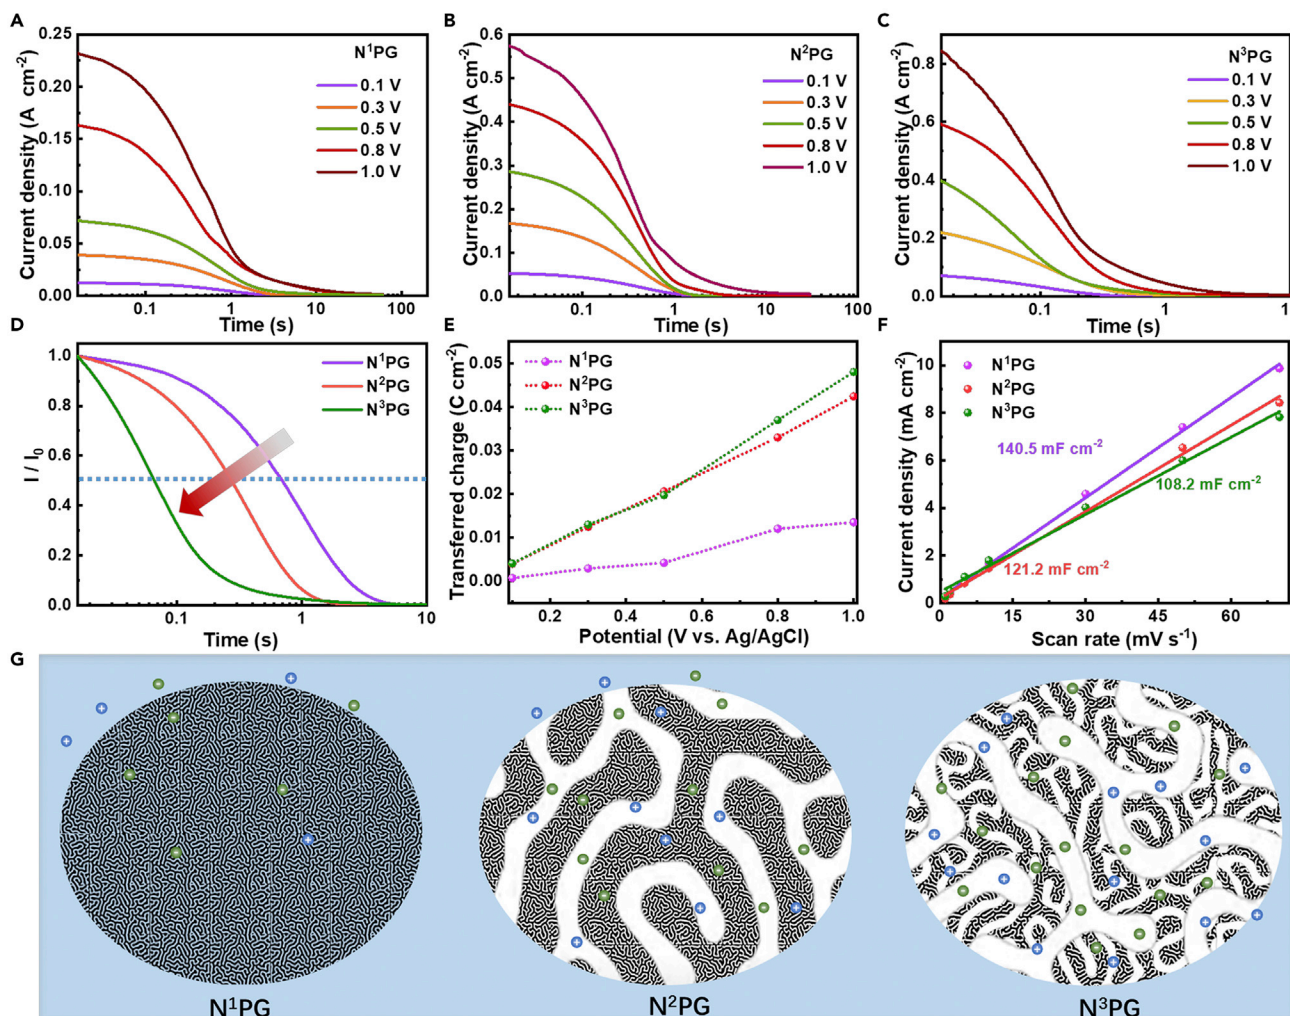 A
0.25
0.20
0.15
0.10
0.05
0.00
Current density (A cm⁻²)
N¹PG
0.1 V
0.3 V
0.5 V
0.8 V
1.0 V
0.1 1 10 100
Time (s)
B
0.6
0.5
0.4
0.3
0.2
0.1
0.0
Current density (A cm⁻²)
N²PG
0.1 V
0.3 V
0.5 V
0.8 V
1.0 V
0.1 1 10 100
Time (s)
C
0.8
0.6
0.4
0.2
0.0
Current density (A cm⁻²)
N³PG
0.1 V
0.3 V
0.5 V
0.8 V
1.0 V
0.1 1 1
Time (s)
D
1.0
0.8
0.6
0.4
0.2
0.0
I / I₀
N¹PG
N²PG
N³PG
0.1 1 10
Time (s)
E
0.05
0.04
0.03
0.02
0.01
0.00
Transferred charge (C cm⁻²)
N¹PG
N²PG
N³PG
0.2 0.4 0.6 0.8 1.0
Potential (V vs. Ag/AgCl)
F
10
8
6
4
2
0
Current density (mA cm⁻²)
N¹PG
N²PG
N³PG
140.5 mF cm⁻²
108.2 mF cm⁻²
121.2 mF cm⁻²
0 15 30 45 60
Scan rate (mV s⁻¹)
G
N¹PG
N²PG
N³PG